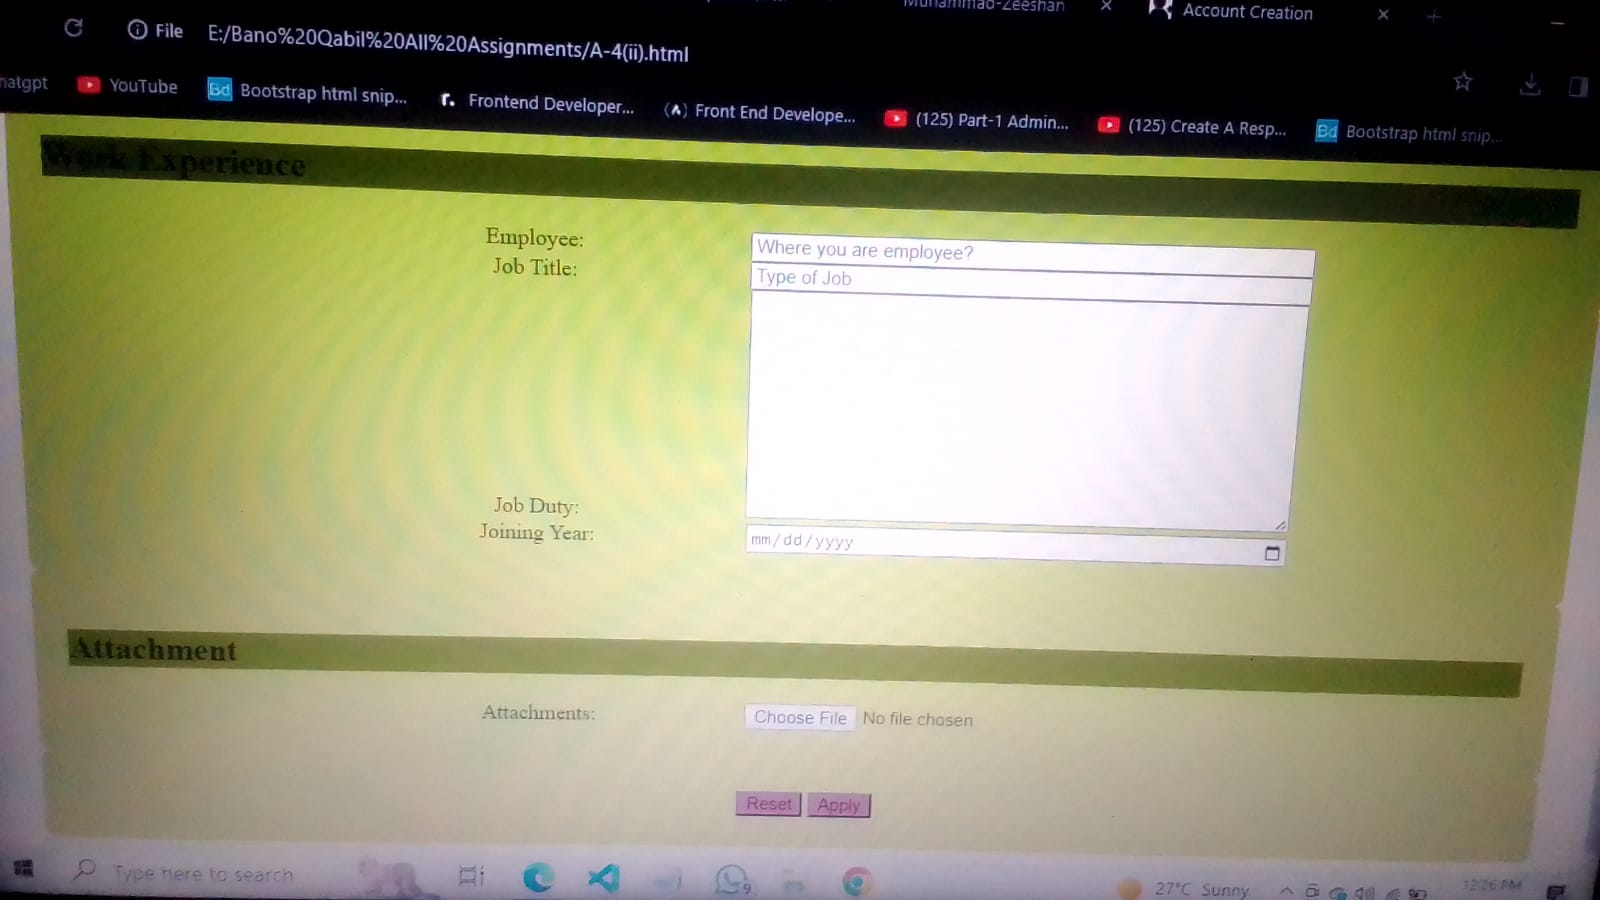 Muhammad-Zeeshan
Account Creation
File E:/Bano%20Qabil%20All%20Assignments/A-4(ii).html
hatgpt
YouTube
Bd Bootstrap html snip...
r. Frontend Developer...
Front End Develope...
(125) Part-1 Admin...
(125) Create A Resp...
Bd Bootstrap html snip...
Work Experience
Employee: Where you are employee?
Job Title: Type of Job
Job Duty:
Joining Year: mm/dd/yyyy
Attachment
Attachments: Choose File No file chosen
Reset Apply
Type here to search
9
27°C Sunny
12:26 PM